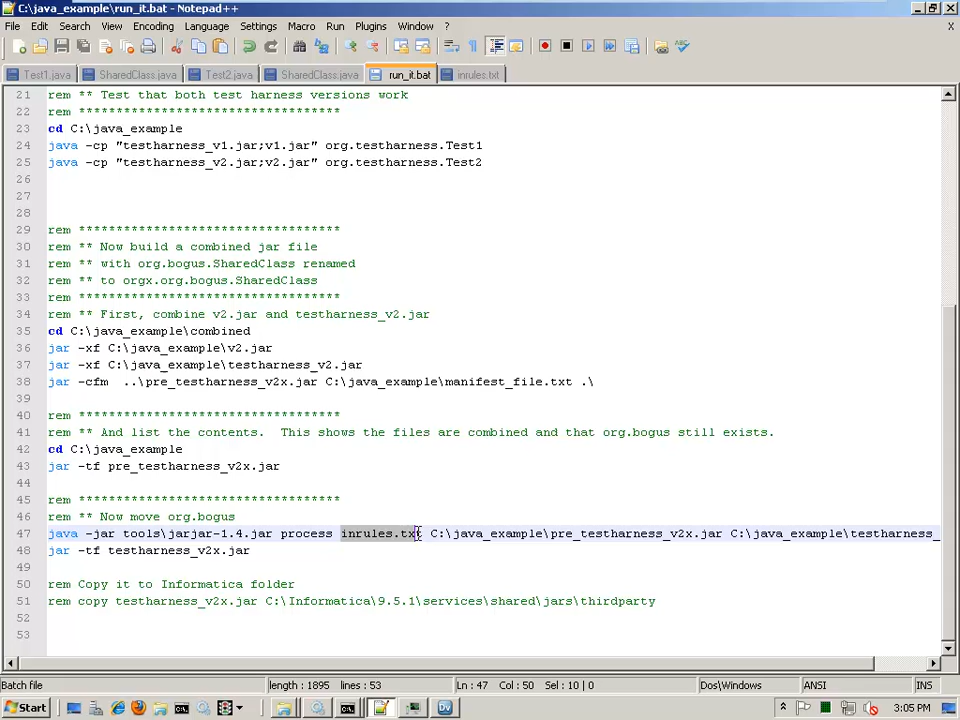 C:\java_example\run_it.bat - Notepad++
File Edit Search View Encoding Language Settings Macro Run Plugins Window ? X
Test1.java SharedClass.java Test2.java SharedClass.java run_it.bat inrules.txt
21 rem ** Test that both test harness versions work
22 rem *********************************
23 cd C:\java_example
24 java -cp "testharness_v1.jar;v1.jar" org.testharness.Test1
25 java -cp "testharness_v2.jar;v2.jar" org.testharness.Test2
26
27
28
29 rem *********************************
30 rem ** Now build a combined jar file
31 rem ** with org.bogus.SharedClass renamed
32 rem ** to orgx.org.bogus.SharedClass
33 rem *********************************
34 rem ** First, combine v2.jar and testharness_v2.jar
35 cd C:\java_example\combined
36 jar -xf C:\java_example\v2.jar
37 jar -xf C:\java_example\testharness_v2.jar
38 jar -cfm  ..\pre_testharness_v2x.jar C:\java_example\manifest_file.txt .\
39
40 rem *********************************
41 rem ** And list the contents.  This shows the files are combined and that org.bogus still exists.
42 cd C:\java_example
43 jar -tf pre_testharness_v2x.jar
44
45 rem *********************************
46 rem ** Now move org.bogus
47 java -jar tools\jarjar-1.4.jar process inrules.txt C:\java_example\pre_testharness_v2x.jar C:\java_example\testharness_
48 jar -tf testharness_v2x.jar
49
50 rem Copy it to Informatica folder
51 rem copy testharness_v2x.jar C:\Informatica\9.5.1\services\shared\jars\thirdparty
52
53
Batch file length : 1895 lines : 53 Ln : 47 Col : 50 Sel : 10 | 0 Dos\Windows ANSI INS
Start 3:05 PM